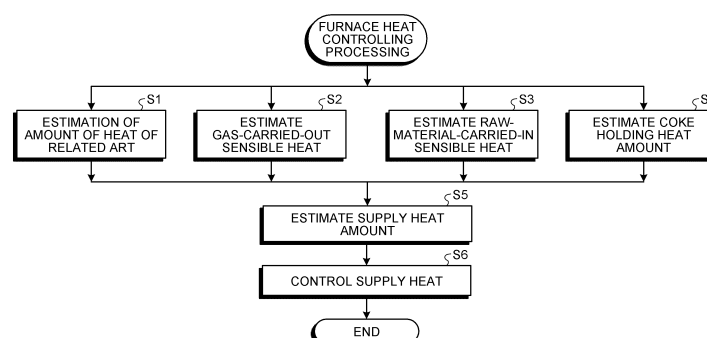 FURNACE HEAT
CONTROLLING
PROCESSING
S1
ESTIMATION OF
AMOUNT OF HEAT OF
RELATED ART
S2
ESTIMATE
GAS-CARRIED-OUT
SENSIBLE HEAT
S3
ESTIMATE RAW-
MATERIAL-CARRIED-IN
SENSIBLE HEAT
ESTIMATE COKE
HOLDING HEAT
AMOUNT
S5
ESTIMATE SUPPLY HEAT
AMOUNT
S6
CONTROL SUPPLY HEAT
END